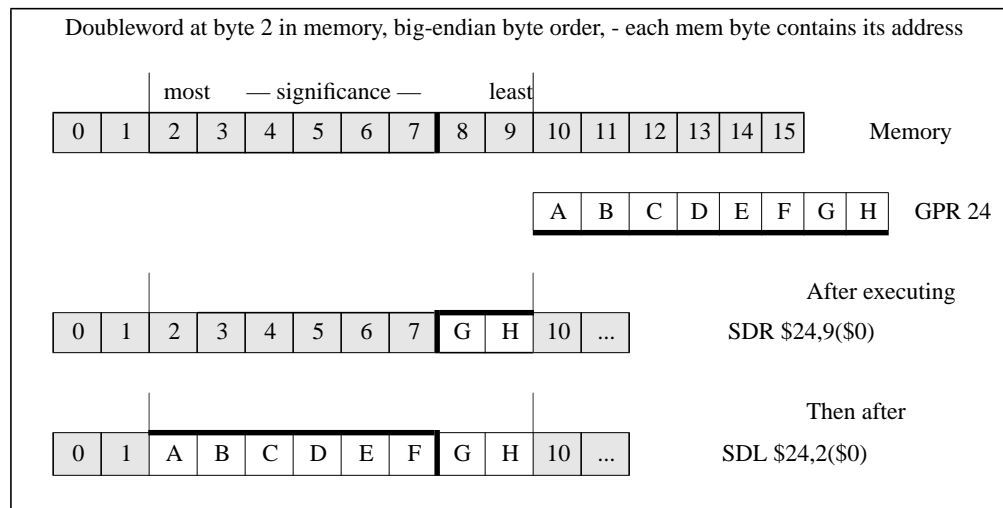 Doubleword at byte 2 in memory, big-endian byte order, - each mem byte contains its address
most — significance — least
0 1 2 3 4 5 6 7 8 9 10 11 12 13 14 15 Memory
A B C D E F G H GPR 24
After executing
0 1 2 3 4 5 6 7 G H 10 ... SDR $24,9($0)
Then after
0 1 A B C D E F G H 10 ... SDL $24,2($0)